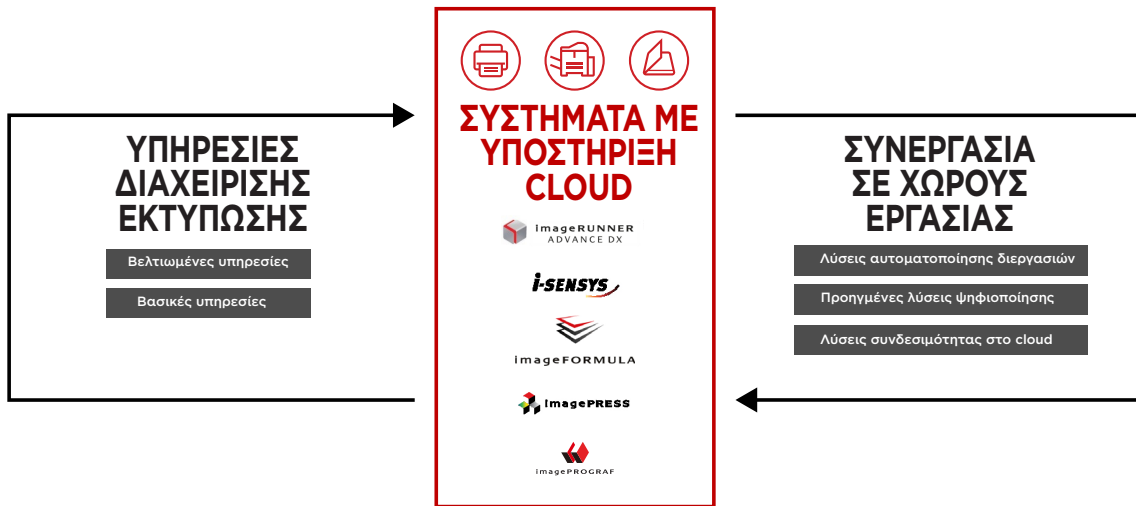 ΥΠΗΡΕΣΙΕΣ
ΔΙΑΧΕΙΡΙΣΗΣ
ΕΚΤΥΠΩΣΗΣ
Βελτιωμένες υπηρεσίες
Βασικές υπηρεσίες
ΣΥΣΤΗΜΑΤΑ ΜΕ
ΥΠΟΣΤΗΡΙΞΗ
CLOUD
imageRUNNER
ADVANCE DX
i-SENSYS
imageFORMULA
imagePRESS
imagePROGRAF
ΣΥΝΕΡΓΑΣΙΑ
ΣΕ ΧΩΡΟΥΣ
ΕΡΓΑΣΙΑΣ
Λύσεις αυτοματοποίησης διεργασιών
Προηγμένες λύσεις ψηφιοποίησης
Λύσεις συνδεσιμότητας στο cloud